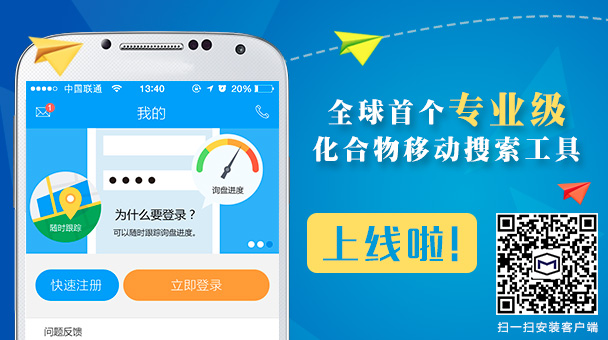 中国联通
13:40
20%
1
我的
询盘进度
随时跟踪
为什么要登录？
可以随时跟踪询盘进度。
快速注册
立即登录
问题反馈
全球首个专业级
化合物移动搜索工具
上线啦!
扫一扫安装客户端